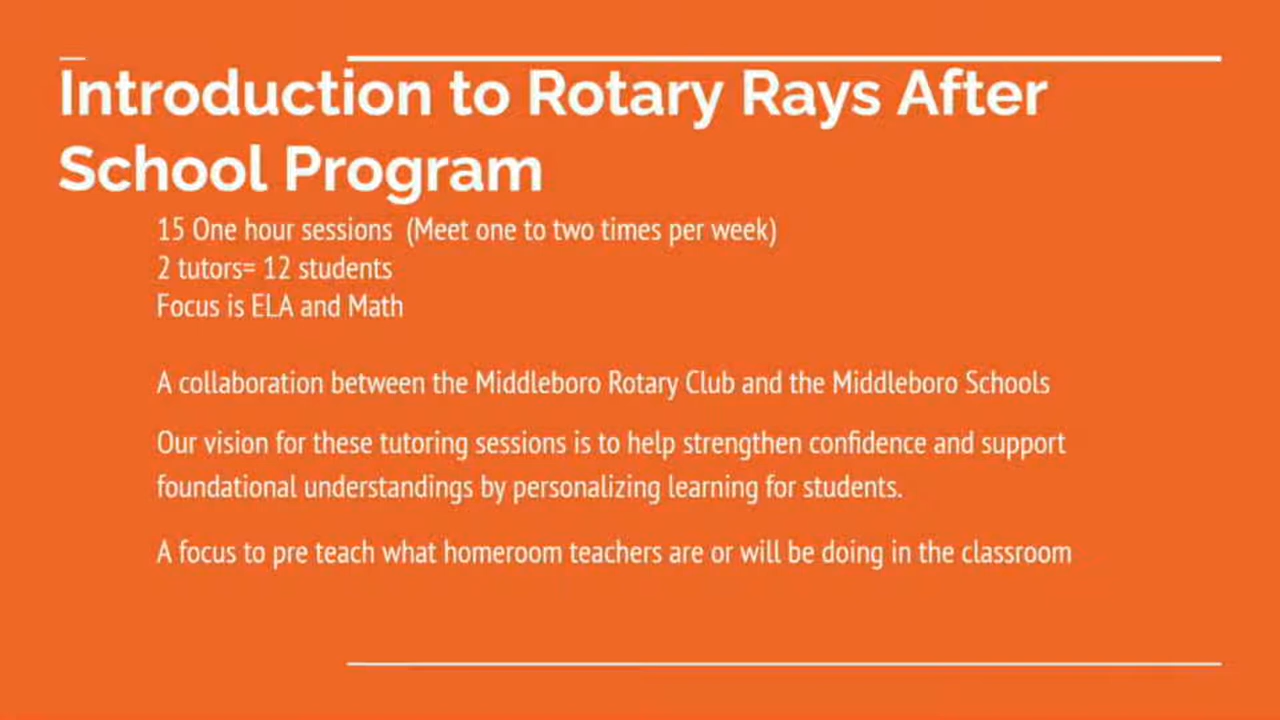 Introduction to Rotary Rays After
School Program
15 One hour sessions (Meet one to two times per week)
2 tutors= 12 students
Focus is ELA and Math
A collaboration between the Middleboro Rotary Club and the Middleboro Schools
Our vision for these tutoring sessions is to help strengthen confidence and support
foundational understandings by personalizing learning for students.
A focus to pre teach what homeroom teachers are or will be doing in the classroom